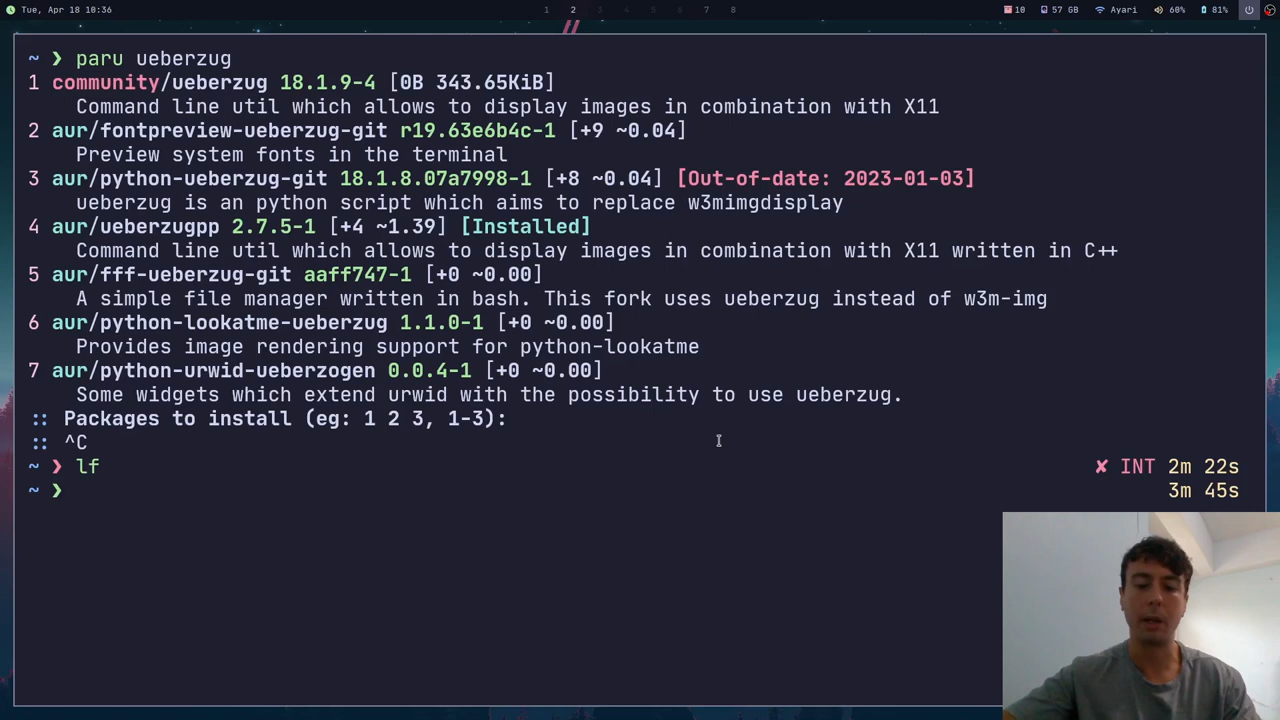 Tue, Apr 18 10:36
1 2 3 4 5 6 7 8
10 57 GB Ayari 60% 81%
~ ❯ paru ueberzug
1 community/ueberzug 18.1.9-4 [0B 343.65KiB]
Command line util which allows to display images in combination with X11
2 aur/fontpreview-ueberzug-git r19.63e6b4c-1 [+9 ~0.04]
Preview system fonts in the terminal
3 aur/python-ueberzug-git 18.1.8.07a7998-1 [+8 ~0.04] [Out-of-date: 2023-01-03]
ueberzug is an python script which aims to replace w3mimgdisplay
4 aur/ueberzugpp 2.7.5-1 [+4 ~1.39] [Installed]
Command line util which allows to display images in combination with X11 written in C++
5 aur/fff-ueberzug-git aaff747-1 [+0 ~0.00]
A simple file manager written in bash. This fork uses ueberzug instead of w3m-img
6 aur/python-lookatme-ueberzug 1.1.0-1 [+0 ~0.00]
Provides image rendering support for python-lookatme
7 aur/python-urwid-ueberzogen 0.0.4-1 [+0 ~0.00]
Some widgets which extend urwid with the possibility to use ueberzug.
:: Packages to install (eg: 1 2 3, 1-3):
:: ^C
~ ❯ lf ✘ INT 2m 22s
~ ❯ 3m 45s